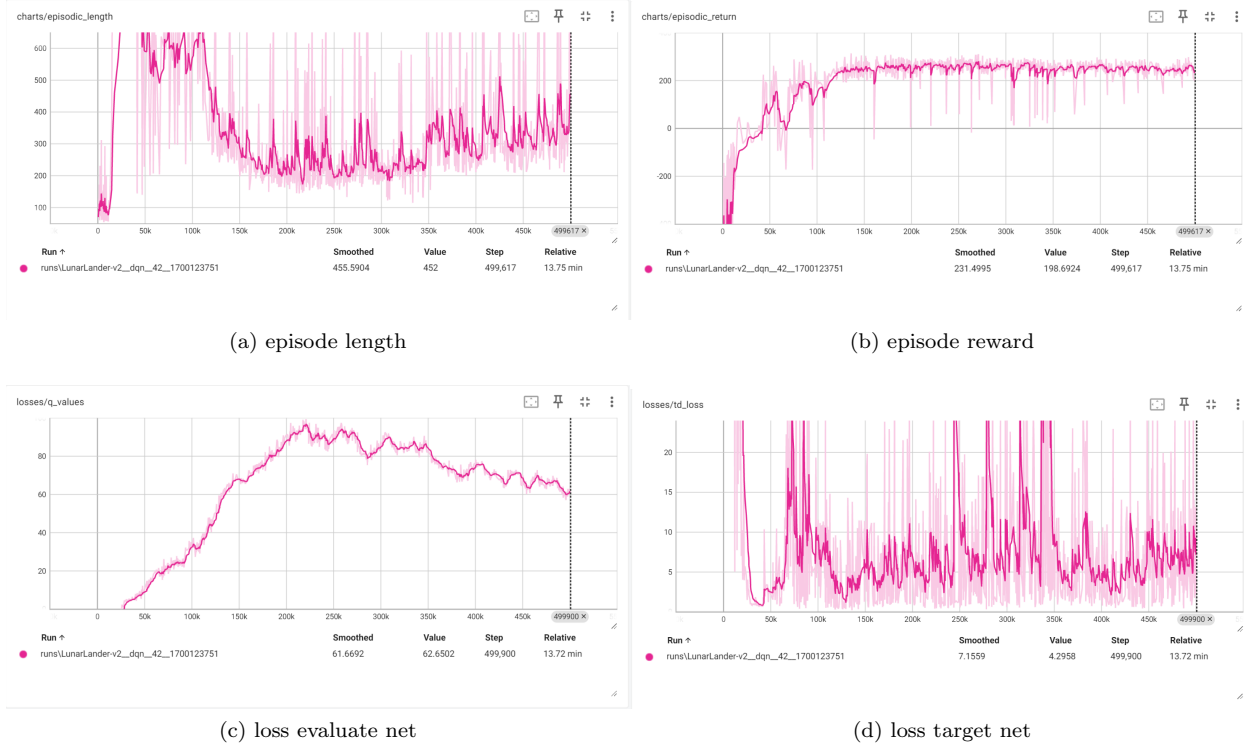 charts/episodic_length
600
500
400
300
200
100
0 50k 100k 150k 200k 250k 300k 350k 400k 450k 499617 ×
Run ↑ Smoothed Value Step Relative
runs\LunarLander-v2__dqn__42__1700123751 455.5904 452 499,617 13.75 min
(a) episode length
charts/episodic_return
200
0
-200
0 50k 100k 150k 200k 250k 300k 350k 400k 450k 499617 ×
Run ↑ Smoothed Value Step Relative
runs\LunarLander-v2__dqn__42__1700123751 231.4995 198.6924 499,617 13.75 min
(b) episode reward
losses/q_values
80
60
40
20
0 50k 100k 150k 200k 250k 300k 350k 400k 450k 499900 ×
Run ↑ Smoothed Value Step Relative
runs\LunarLander-v2__dqn__42__1700123751 61.6692 62.6502 499,900 13.72 min
(c) loss evaluate net
losses/td_loss
20
15
10
5
0 50k 100k 150k 200k 250k 300k 350k 400k 450k 499900 ×
Run ↑ Smoothed Value Step Relative
runs\LunarLander-v2__dqn__42__1700123751 7.1559 4.2958 499,900 13.72 min
(d) loss target net